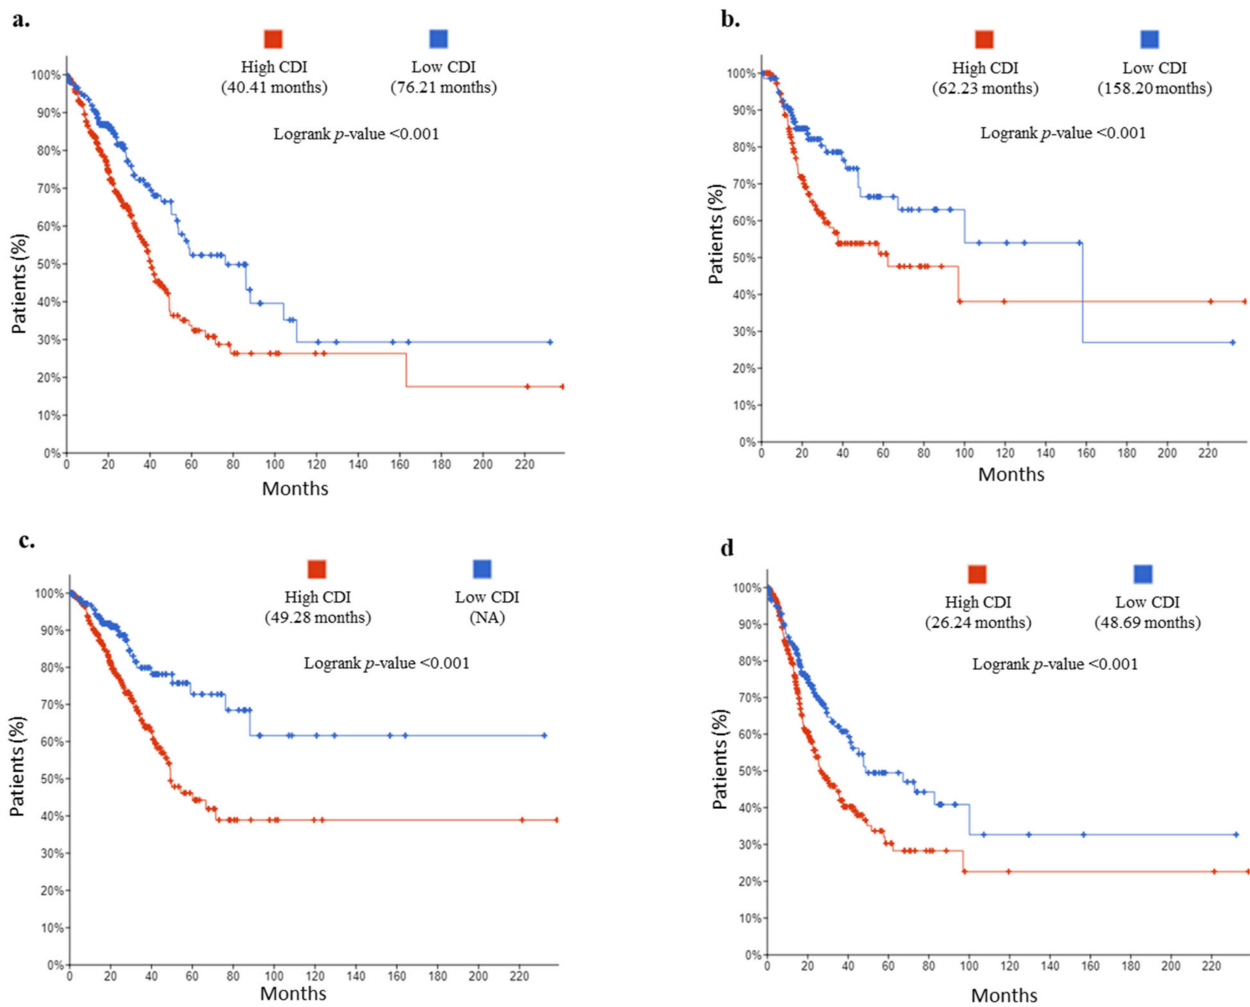 a.
High CDI
(40.41 months)
Low CDI
(76.21 months)
Logrank p-value <0.001
Patients (%)
100%
90%
80%
70%
60%
50%
40%
30%
20%
10%
0%
0 20 40 60 80 100 120 140 160 180 200 220
Months
b.
High CDI
(62.23 months)
Low CDI
(158.20 months)
Logrank p-value <0.001
Patients (%)
100%
90%
80%
70%
60%
50%
40%
30%
20%
10%
0%
0 20 40 60 80 100 120 140 160 180 200 220
Months
c.
High CDI
(49.28 months)
Low CDI
(NA)
Logrank p-value <0.001
Patients (%)
100%
90%
80%
70%
60%
50%
40%
30%
20%
10%
0%
0 20 40 60 80 100 120 140 160 180 200 220
Months
d
High CDI
(26.24 months)
Low CDI
(48.69 months)
Logrank p-value <0.001
Patients (%)
100%
90%
80%
70%
60%
50%
40%
30%
20%
10%
0%
0 20 40 60 80 100 120 140 160 180 200 220
Months